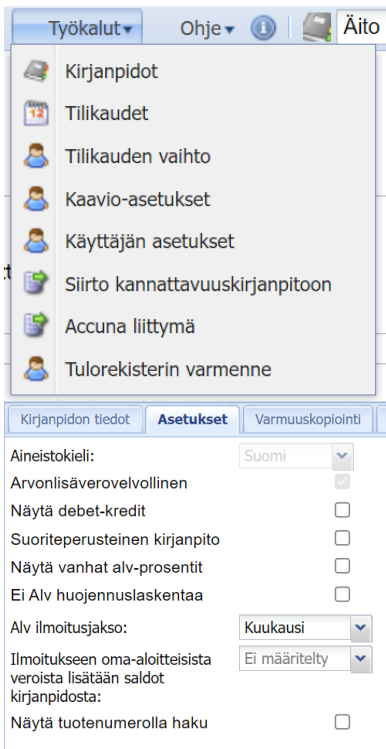 Työkalut Ohje Äito
Kirjanpidot
12 Tilikaudet
Tilikauden vaihto
Kaavio-asetukset
Käyttäjän asetukset
Siirto kannattavuuskirjanpitoon
Accuna liittymä
Tulorekisterin varmenne
Kirjanpidon tiedot Asetukset Varmuuskopiointi
Aineistokieli: Suomi
Arvonlisäverovelvollinen
Näytä debet-kredit
Suoriteperusteinen kirjanpito
Näytä vanhat alv-prosentit
Ei Alv huojennuslaskentaa
Alv ilmoitusjakso: Kuukausi
Ilmoitukseen oma-aloitteisista Ei määritelty
veroista lisätään saldot
kirjanpidosta:
Näytä tuotenumerolla haku